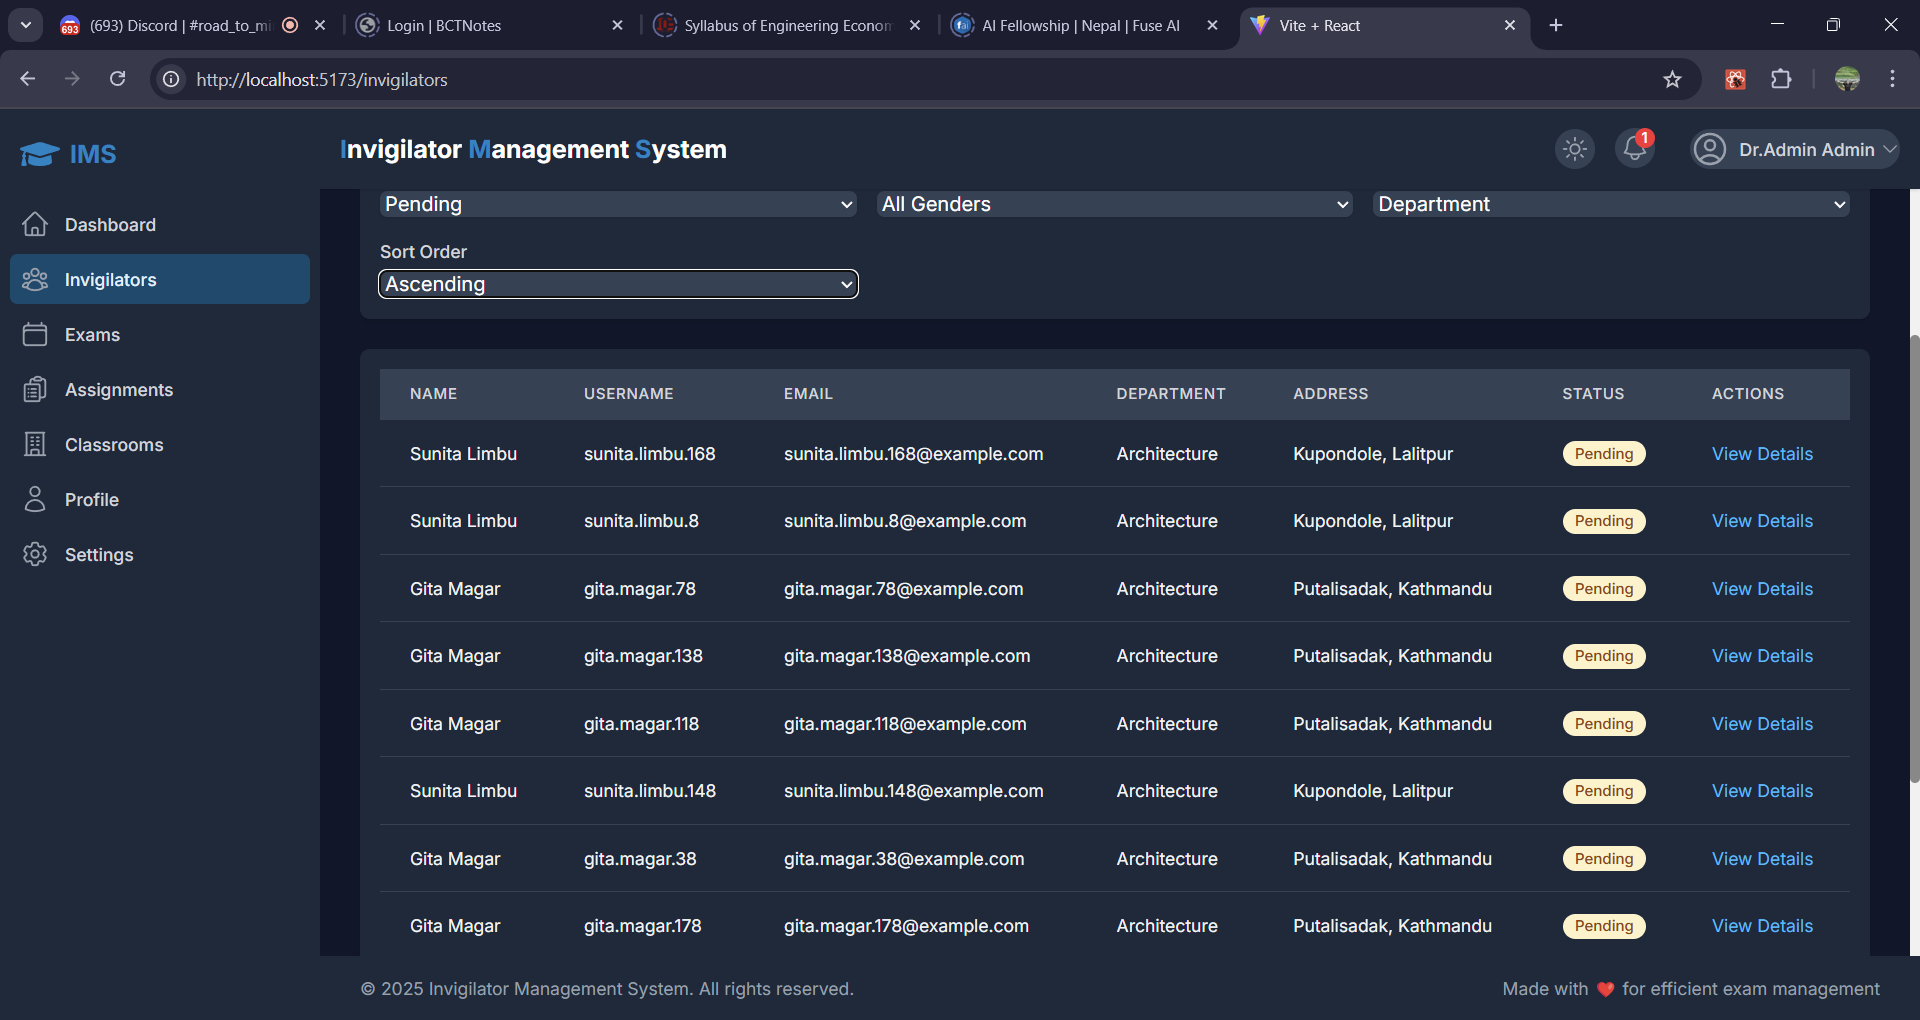 693
(693) Discord | #road_to_mi
Login | BCTNotes
Syllabus of Engineering Econom
AI Fellowship | Nepal | Fuse AI
Vite + React
http://localhost:5173/invigilators
IMS
Invigilator Management System
1
Dr.Admin Admin
Dashboard
Invigilators
Exams
Assignments
Classrooms
Profile
Settings
Pending
All Genders
Department
Sort Order
Ascending
NAME USERNAME EMAIL DEPARTMENT ADDRESS STATUS ACTIONS
Sunita Limbu sunita.limbu.168 sunita.limbu.168@example.com Architecture Kupondole, Lalitpur Pending View Details
Sunita Limbu sunita.limbu.8 sunita.limbu.8@example.com Architecture Kupondole, Lalitpur Pending View Details
Gita Magar gita.magar.78 gita.magar.78@example.com Architecture Putalisadak, Kathmandu Pending View Details
Gita Magar gita.magar.138 gita.magar.138@example.com Architecture Putalisadak, Kathmandu Pending View Details
Gita Magar gita.magar.118 gita.magar.118@example.com Architecture Putalisadak, Kathmandu Pending View Details
Sunita Limbu sunita.limbu.148 sunita.limbu.148@example.com Architecture Kupondole, Lalitpur Pending View Details
Gita Magar gita.magar.38 gita.magar.38@example.com Architecture Putalisadak, Kathmandu Pending View Details
Gita Magar gita.magar.178 gita.magar.178@example.com Architecture Putalisadak, Kathmandu Pending View Details
© 2025 Invigilator Management System. All rights reserved.
Made with ❤️ for efficient exam management